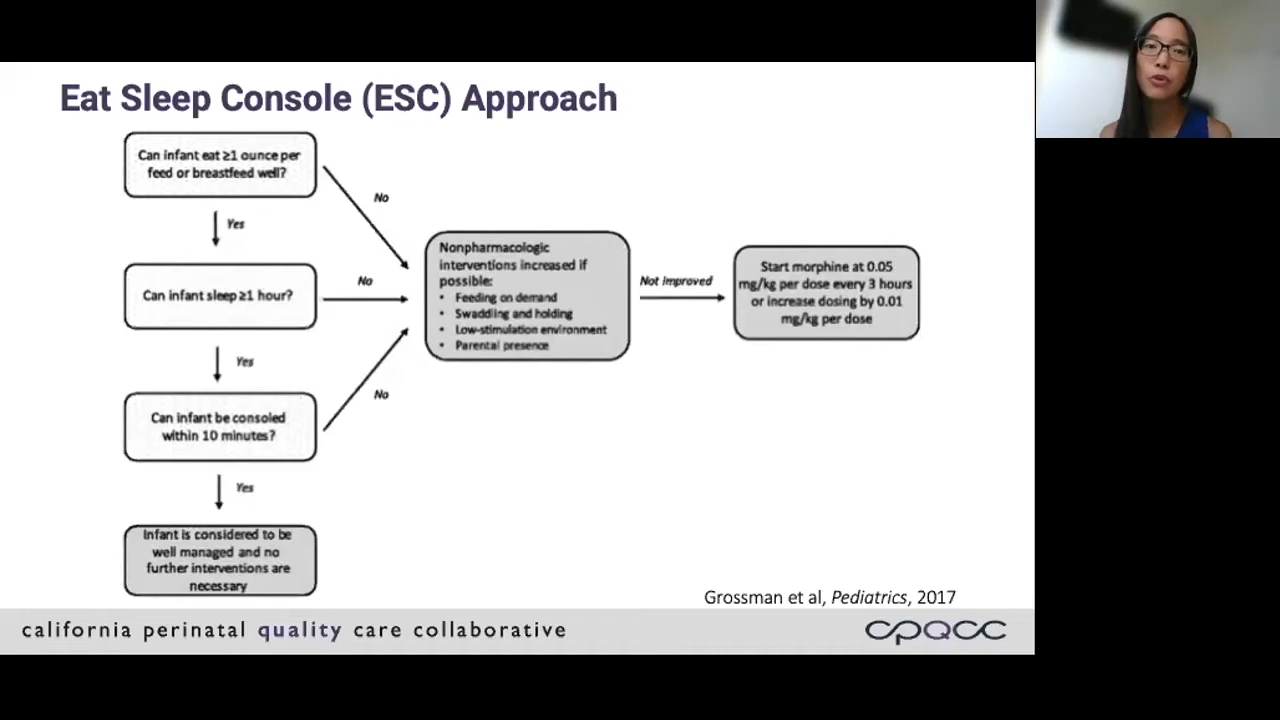 Eat Sleep Console (ESC) Approach
Can infant eat ≥1 ounce per
feed or breastfeed well?
No
Yes
Can infant sleep ≥1 hour?
No
Yes
Can infant be consoled
within 10 minutes?
No
Yes
Infant is considered to be
well managed and no
further interventions are
necessary
Nonpharmacologic
interventions increased if
possible:
• Feeding on demand
• Swaddling and holding
• Low-stimulation environment
• Parental presence
Not improved
Start morphine at 0.05
mg/kg per dose every 3 hours
or increase dosing by 0.01
mg/kg per dose
Grossman et al, Pediatrics, 2017
california perinatal quality care collaborative
cpqcc